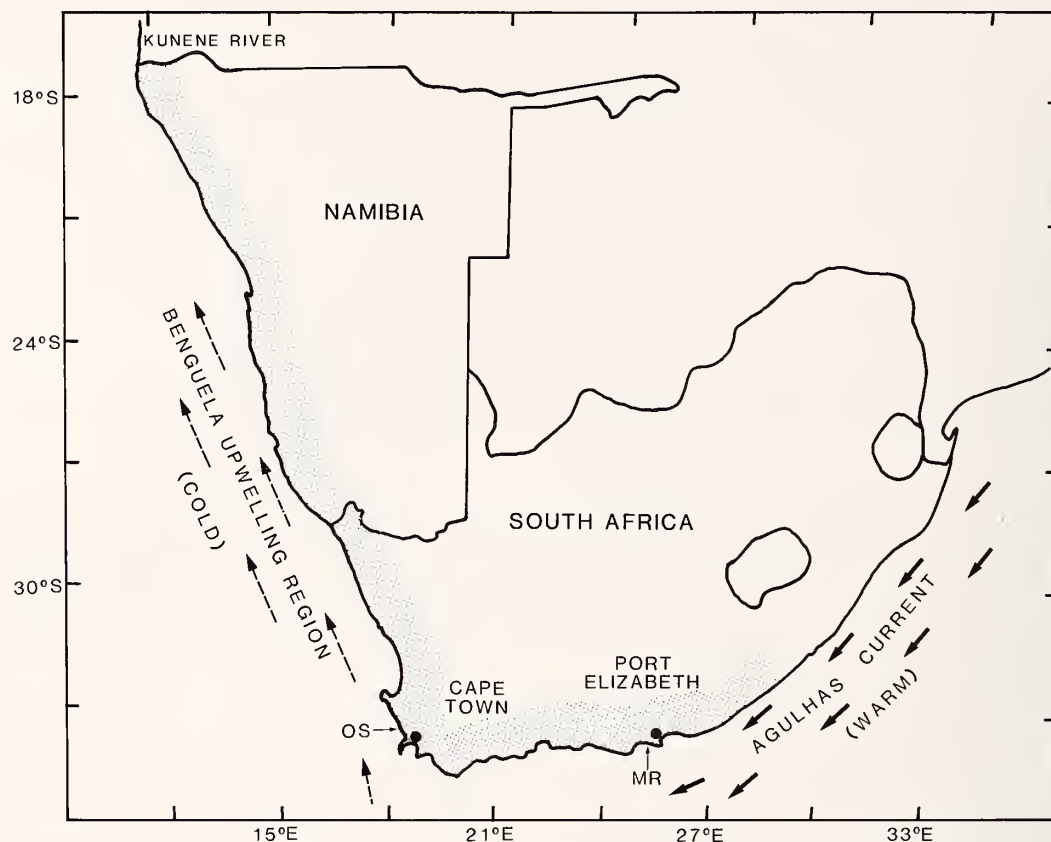 KUNENE RIVER
18°S
NAMIBIA
24°S
BENGUELA UPWELLING REGION
(COLD)
SOUTH AFRICA
30°S
AGULHAS CURRENT
(WARM)
PORT
ELIZABETH
CAPE
TOWN
OS
MR
15°E
21°E
27°E
33°E